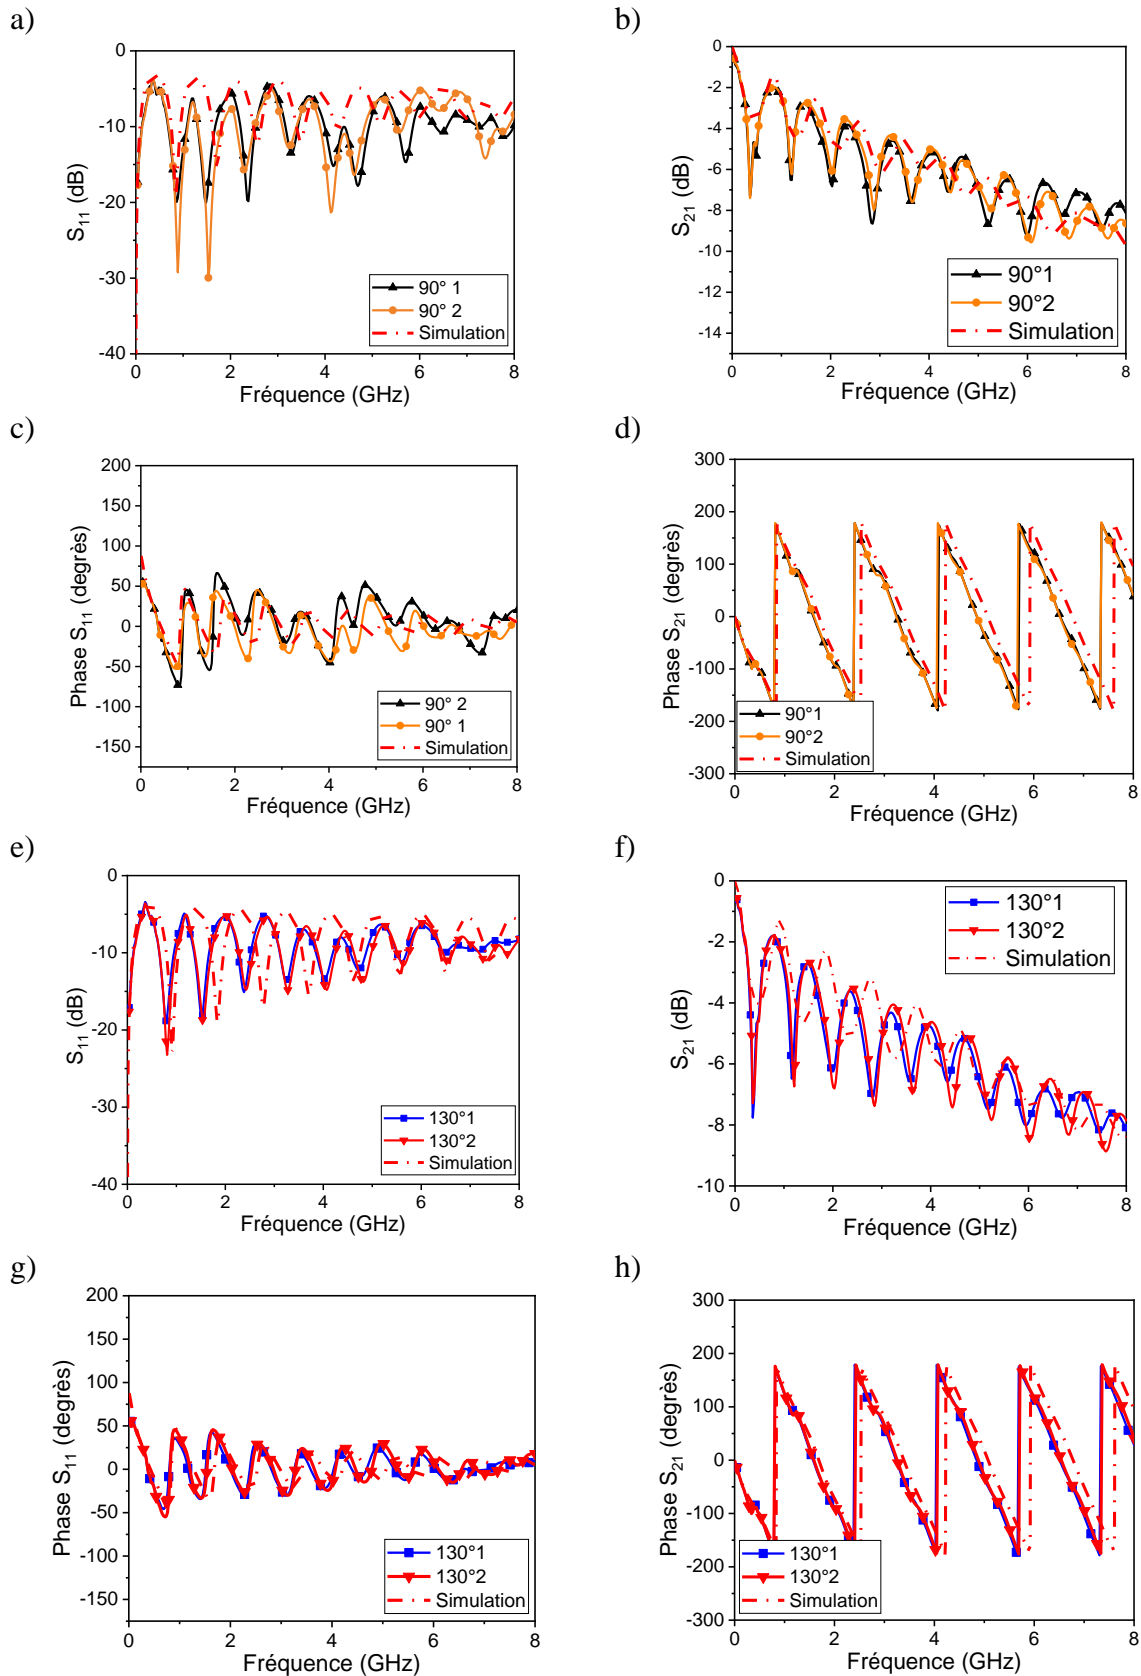 a)
0
-10
-20
-30
-40
S11 (dB)
90° 1
90° 2
Simulation
0 2 4 6 8
Fréquence (GHz)
b)
0
-2
-4
-6
-8
-10
-12
-14
S21 (dB)
90°1
90°2
Simulation
0 2 4 6 8
Fréquence (GHz)
c)
200
150
100
50
0
-50
-100
-150
Phase S11 (degrès)
90° 2
90° 1
Simulation
0 2 4 6 8
Fréquence (GHz)
d)
300
200
100
0
-100
-200
-300
Phase S21 (degrès)
90°1
90°2
Simulation
0 2 4 6 8
Fréquence (GHz)
e)
0
-10
-20
-30
-40
S11 (dB)
130°1
130°2
Simulation
0 2 4 6 8
Fréquence (GHz)
f)
0
-2
-4
-6
-8
-10
S21 (dB)
130°1
130°2
Simulation
0 2 4 6 8
Fréquence (GHz)
g)
200
150
100
50
0
-50
-100
-150
Phase S11 (degrès)
130°1
130°2
Simulation
0 2 4 6 8
Fréquence (GHz)
h)
300
200
100
0
-100
-200
-300
Phase S21 (degrès)
130°1
130°2
Simulation
0 2 4 6 8
Fréquence (GHz)